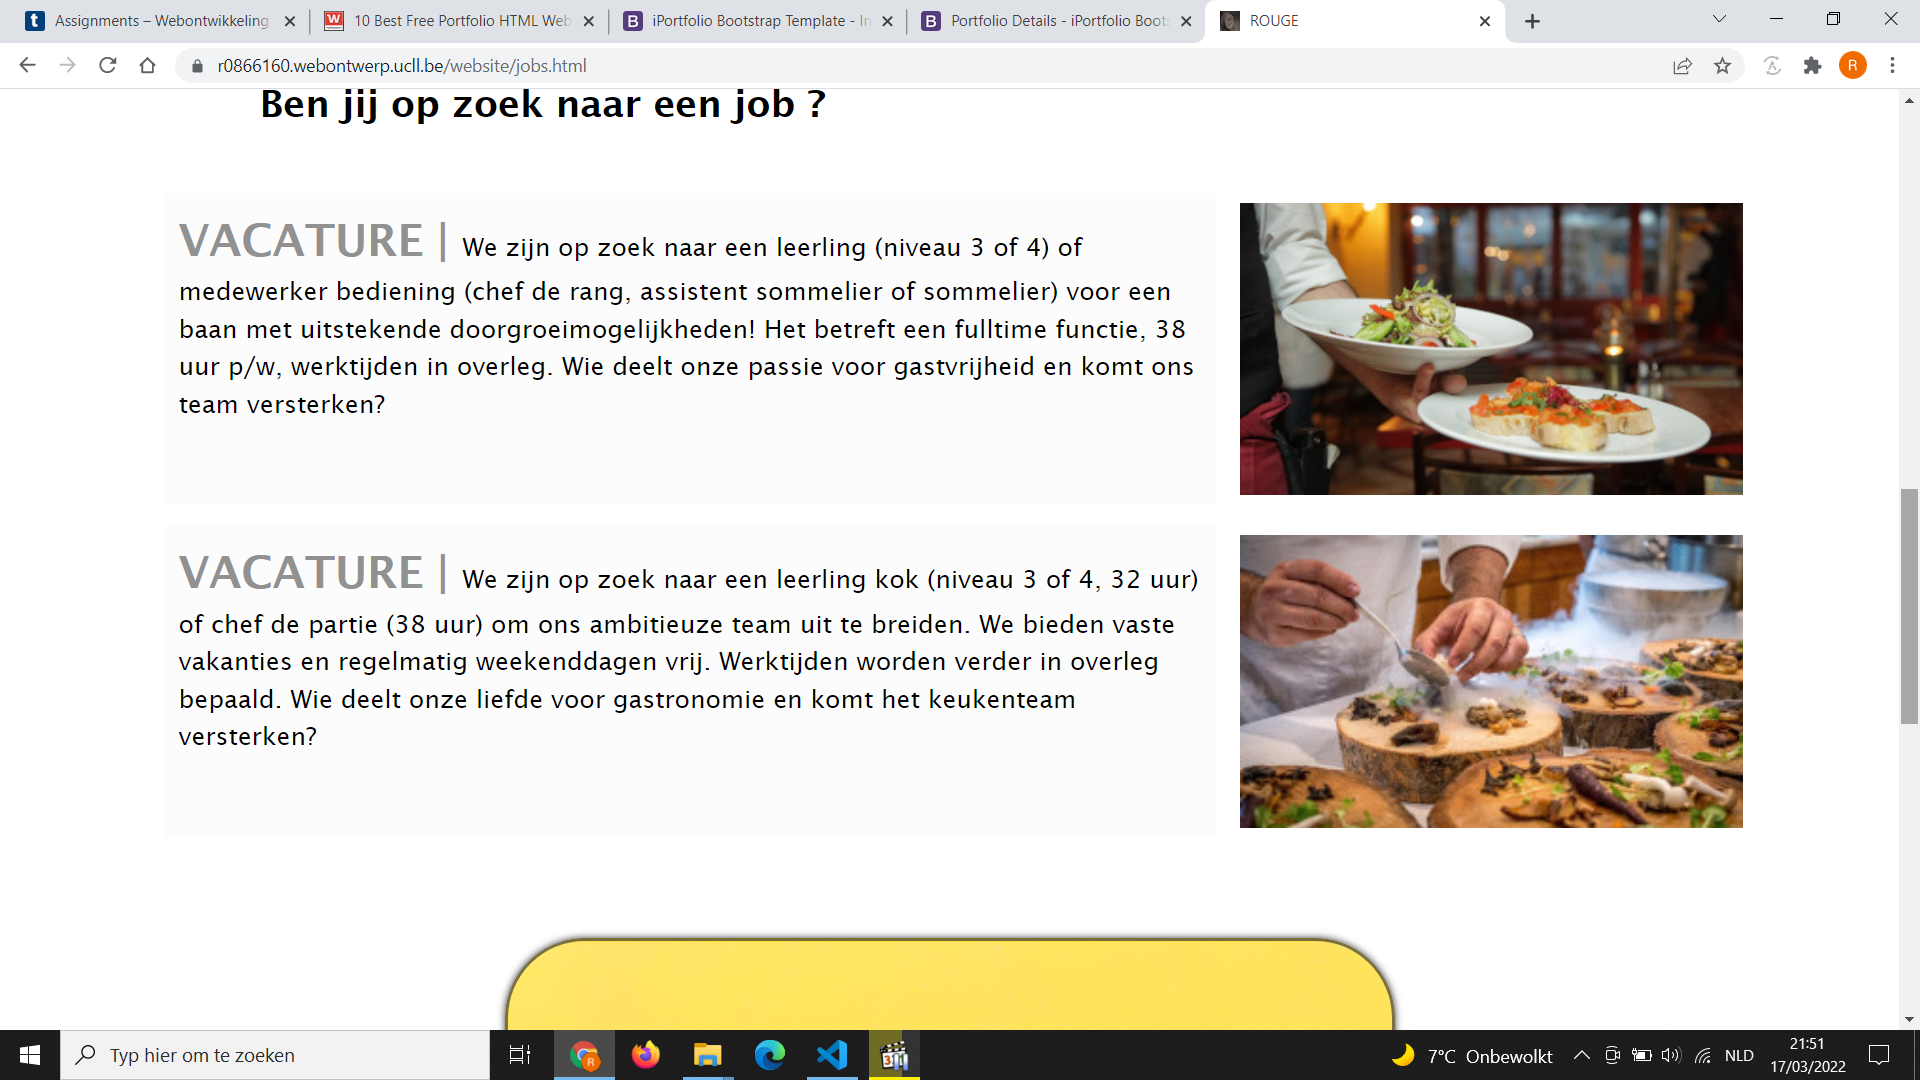 Assignments – Webontwikkeling
10 Best Free Portfolio HTML Web
iPortfolio Bootstrap Template - In
Portfolio Details - iPortfolio Boots
ROUGE
r0866160.webontwerp.ucll.be/website/jobs.html
R
Ben jij op zoek naar een job ?
VACATURE | We zijn op zoek naar een leerling (niveau 3 of 4) of
medewerker bediening (chef de rang, assistent sommelier of sommelier) voor een
baan met uitstekende doorgroeimogelijkheden! Het betreft een fulltime functie, 38
uur p/w, werktijden in overleg. Wie deelt onze passie voor gastvrijheid en komt ons
team versterken?
VACATURE | We zijn op zoek naar een leerling kok (niveau 3 of 4, 32 uur)
of chef de partie (38 uur) om ons ambitieuze team uit te breiden. We bieden vaste
vakanties en regelmatig weekenddagen vrij. Werktijden worden verder in overleg
bepaald. Wie deelt onze liefde voor gastronomie en komt het keukenteam
versterken?
Typ hier om te zoeken
7°C Onbewolkt
NLD
21:51
17/03/2022